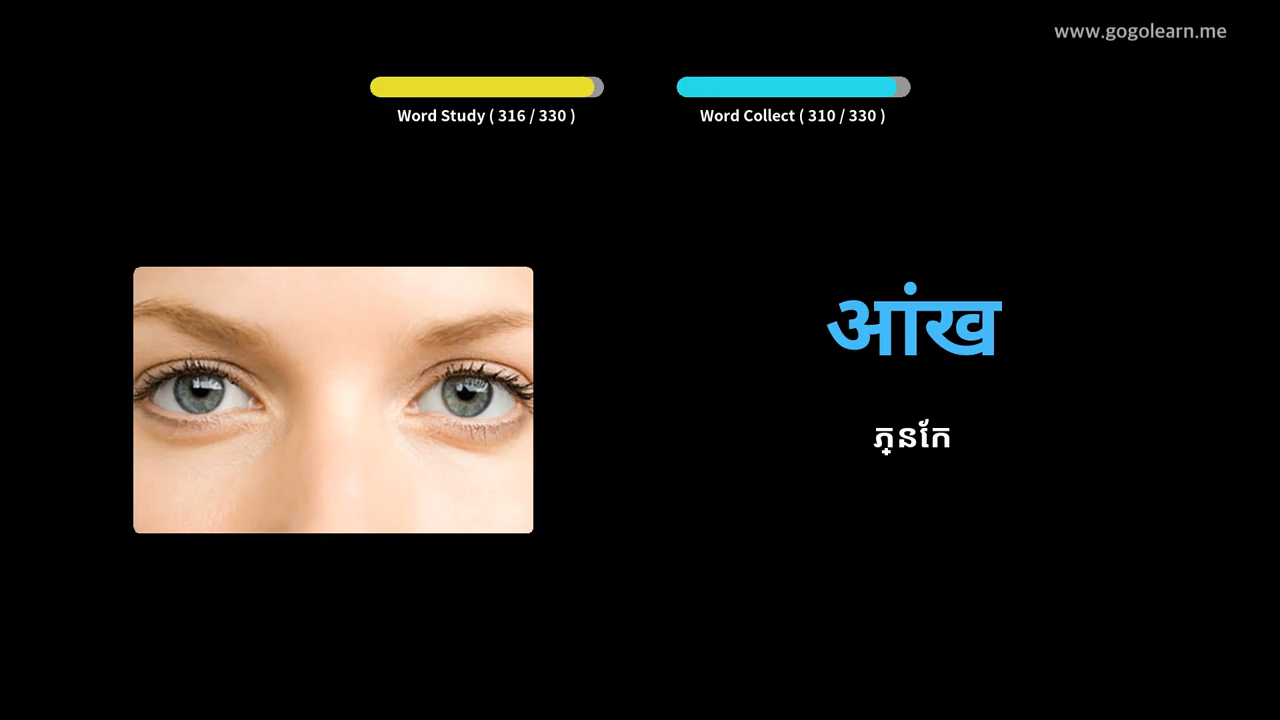 www.gogolearn.me
Word Study ( 316 / 330 )
Word Collect ( 310 / 330 )
आंख
ភ្នែក